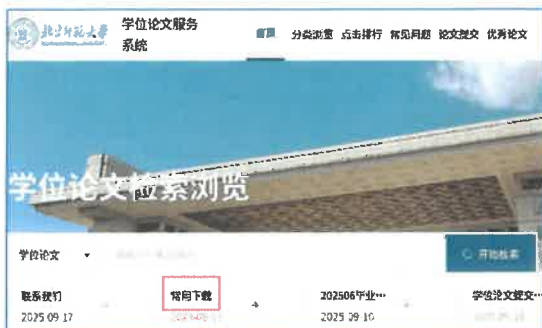 北京师范大学
学位论文服务
系统
分类浏览 点击排行 常见问题 论文提交 优秀论文
学位论文检索浏览
学位论文
开始检索
联系我们 常用下载 202506毕业… 学位论文提交…
2025-09-17 2025-09-10